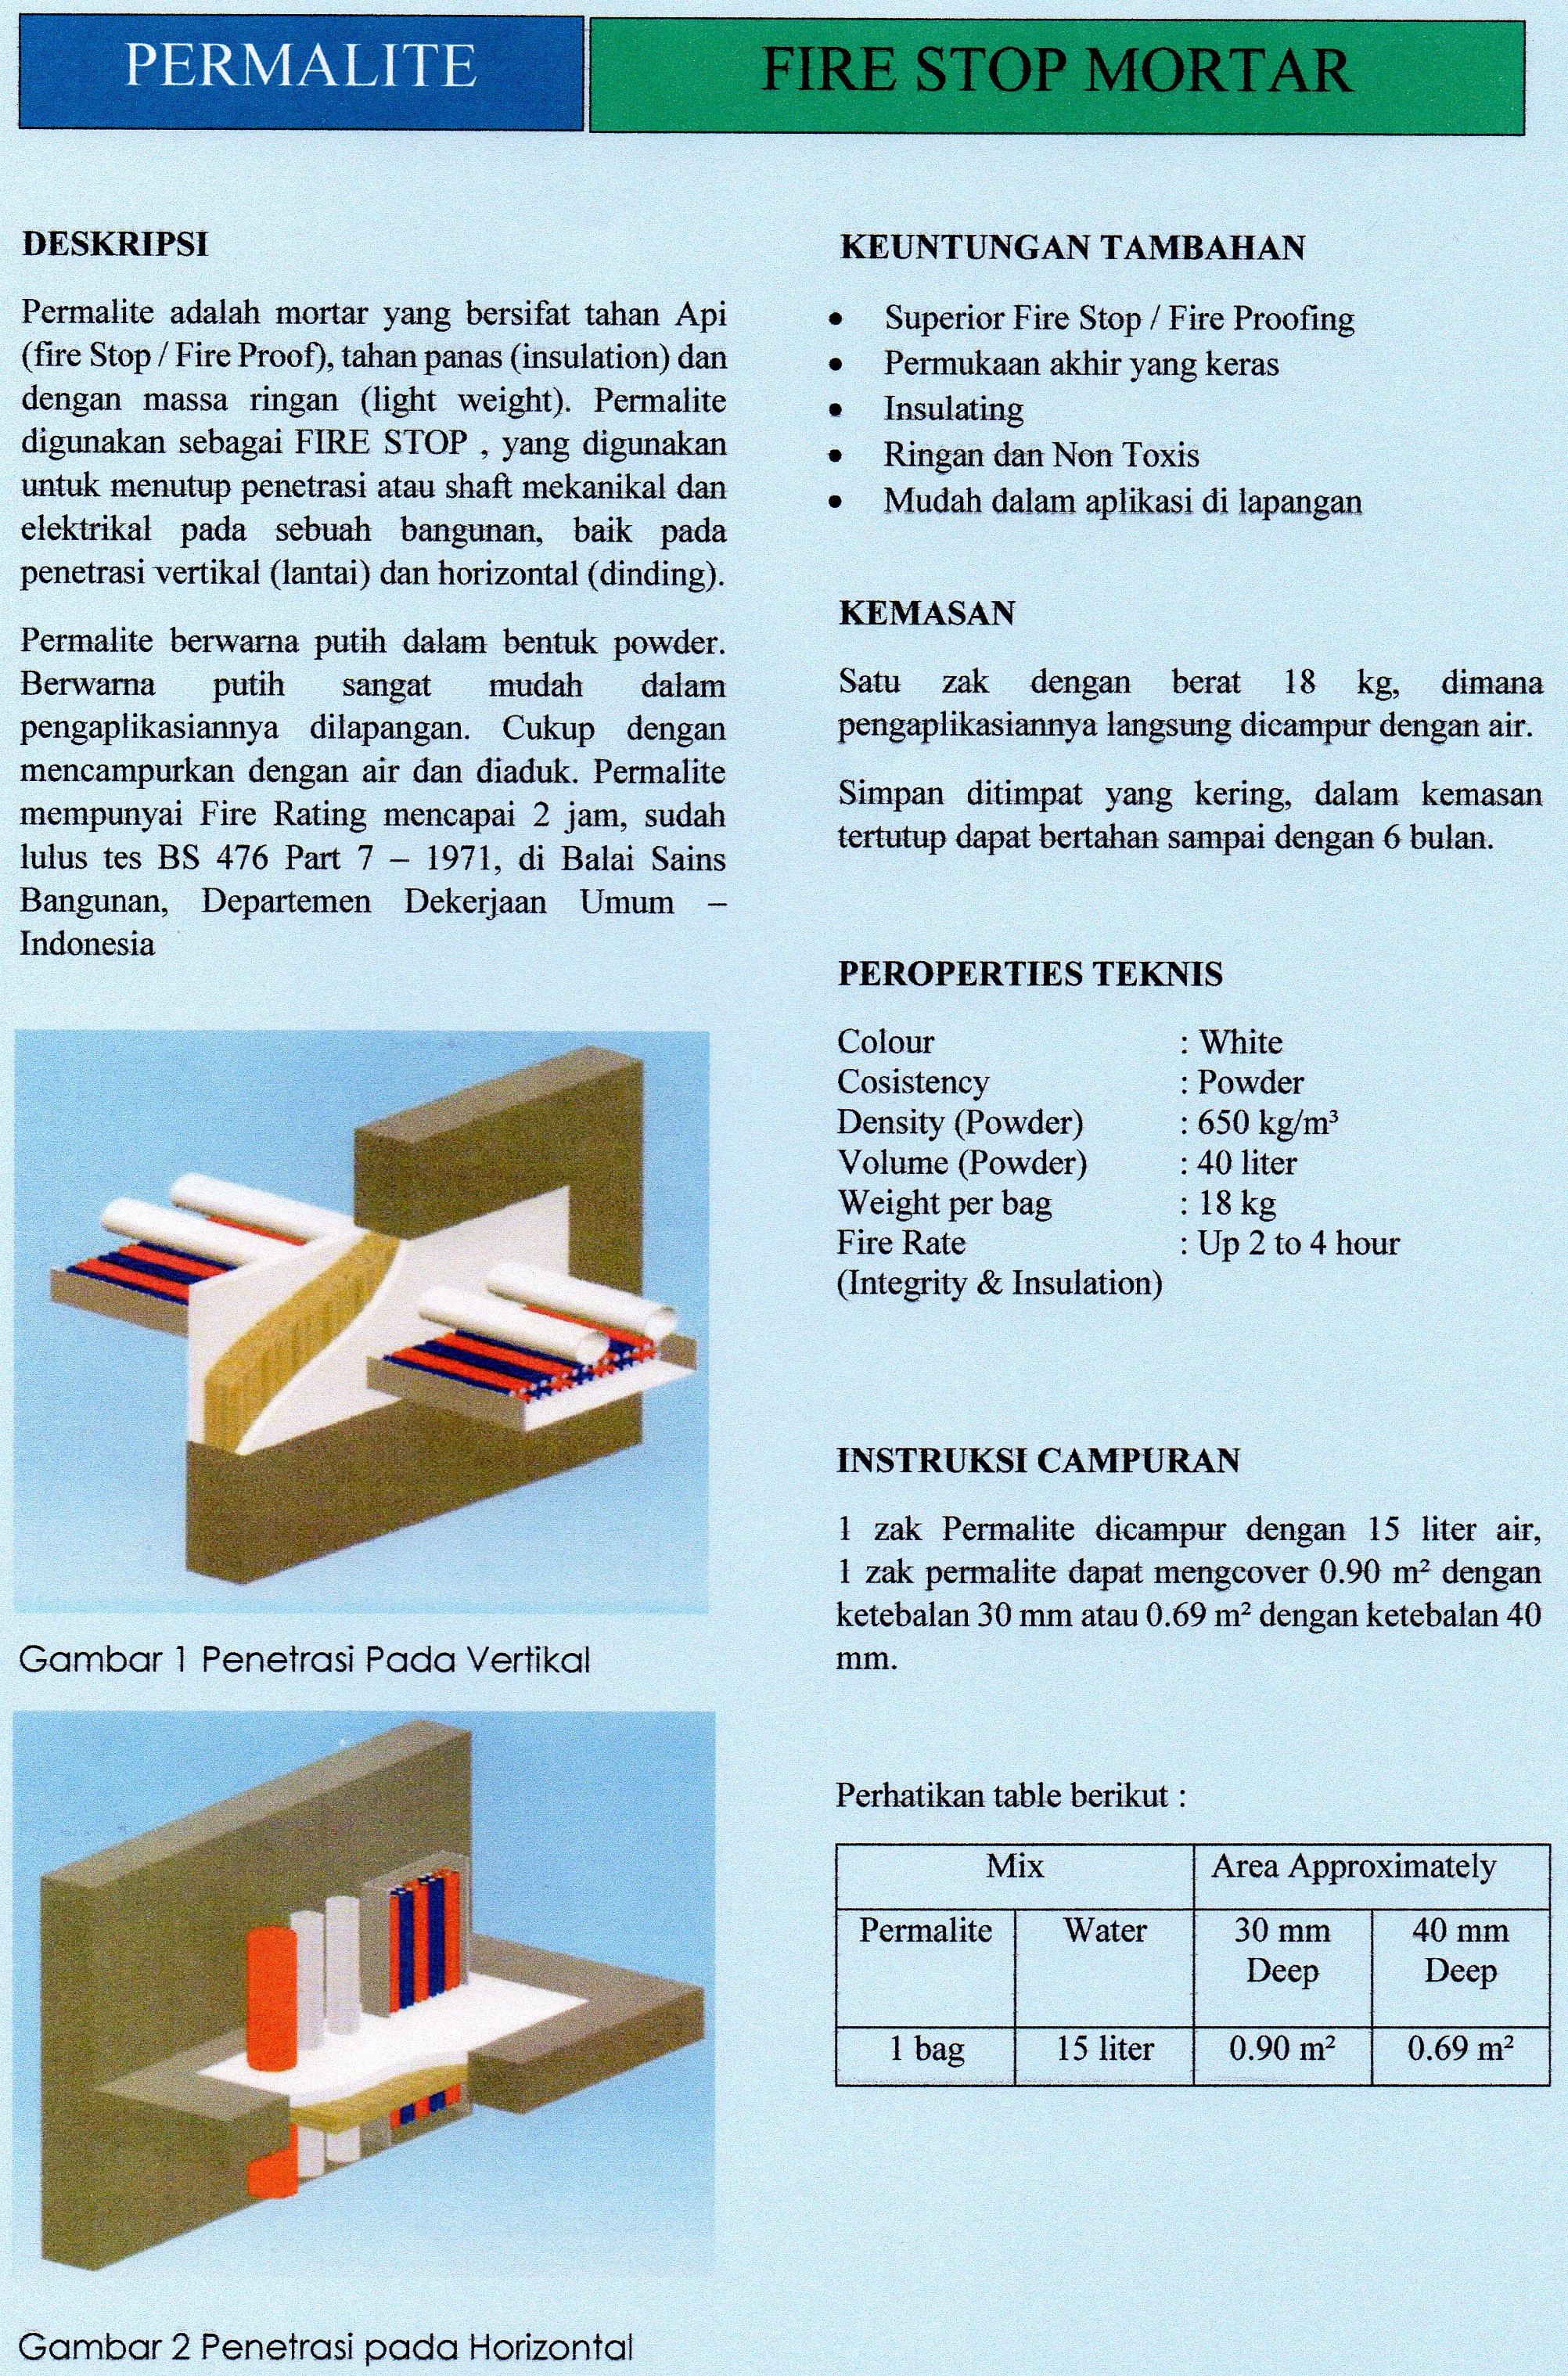 PERMALITE
FIRE STOP MORTAR
DESKRIPSI
Permalite adalah mortar yang bersifat tahan Api
(fire Stop / Fire Proof), tahan panas (insulation) dan
dengan massa ringan (light weight). Permalite
digunakan sebagai FIRE STOP , yang digunakan
untuk menutup penetrasi atau shaft mekanikal dan
elektrikal pada sebuah bangunan, baik pada
penetrasi vertikal (lantai) dan horizontal (dinding).
Permalite berwarna putih dalam bentuk powder.
Berwarna putih sangat mudah dalam
pengaplikasiannya dilapangan. Cukup dengan
mencampurkan dengan air dan diaduk. Permalite
mempunyai Fire Rating mencapai 2 jam, sudah
lulus tes BS 476 Part 7 – 1971, di Balai Sains
Bangunan, Departemen Dekerjaan Umum –
Indonesia
Gambar 1 Penetrasi Pada Vertikal
Gambar 2 Penetrasi pada Horizontal
KEUNTUNGAN TAMBAHAN
• Superior Fire Stop / Fire Proofing
• Permukaan akhir yang keras
• Insulating
• Ringan dan Non Toxis
• Mudah dalam aplikasi di lapangan
KEMASAN
Satu zak dengan berat 18 kg, dimana
pengaplikasiannya langsung dicampur dengan air.
Simpan ditimpat yang kering, dalam kemasan
tertutup dapat bertahan sampai dengan 6 bulan.
PEROPERTIES TEKNIS
Colour : White
Cosistency : Powder
Density (Powder) : 650 kg/m³
Volume (Powder) : 40 liter
Weight per bag : 18 kg
Fire Rate : Up 2 to 4 hour
(Integrity & Insulation)
INSTRUKSI CAMPURAN
1 zak Permalite dicampur dengan 15 liter air,
1 zak permalite dapat mengcover 0.90 m² dengan
ketebalan 30 mm atau 0.69 m² dengan ketebalan 40
mm.
Perhatikan table berikut :
Mix Area Approximately
Permalite Water 30 mm 40 mm
Deep Deep
1 bag 15 liter 0.90 m² 0.69 m²